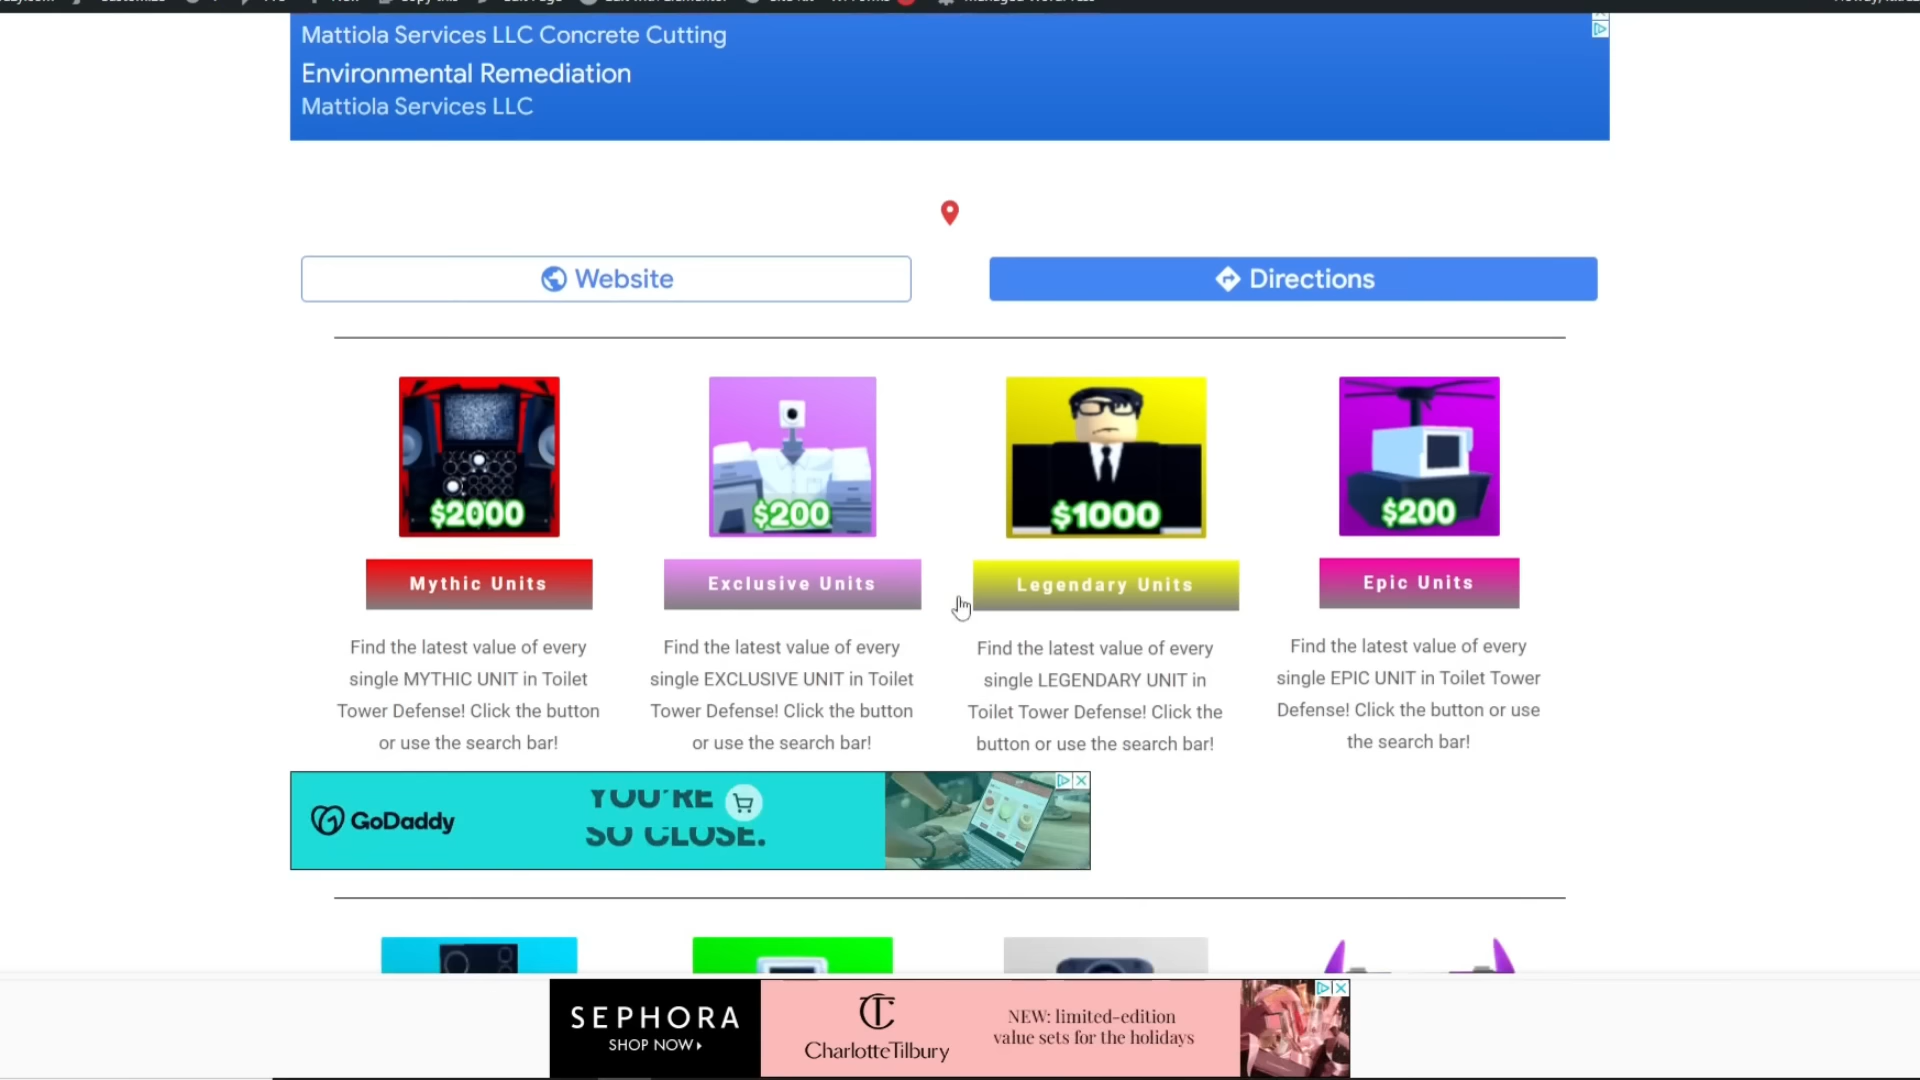 Mattiola Services LLC Concrete Cutting
Environmental Remediation
Mattiola Services LLC
Website
Directions
$2000
$200
$1000
$200
Mythic Units
Exclusive Units
Legendary Units
Epic Units
Find the latest value of every
single MYTHIC UNIT in Toilet
Tower Defense! Click the button
or use the search bar!
Find the latest value of every
single EXCLUSIVE UNIT in Toilet
Tower Defense! Click the button
or use the search bar!
Find the latest value of every
single LEGENDARY UNIT in
Toilet Tower Defense! Click the
button or use the search bar!
Find the latest value of every
single EPIC UNIT in Toilet Tower
Defense! Click the button or use
the search bar!
GoDaddy
YOU'RE
SO CLOSE.
SEPHORA
SHOP NOW
CT
CharlotteTilbury
NEW: limited-edition
value sets for the holidays